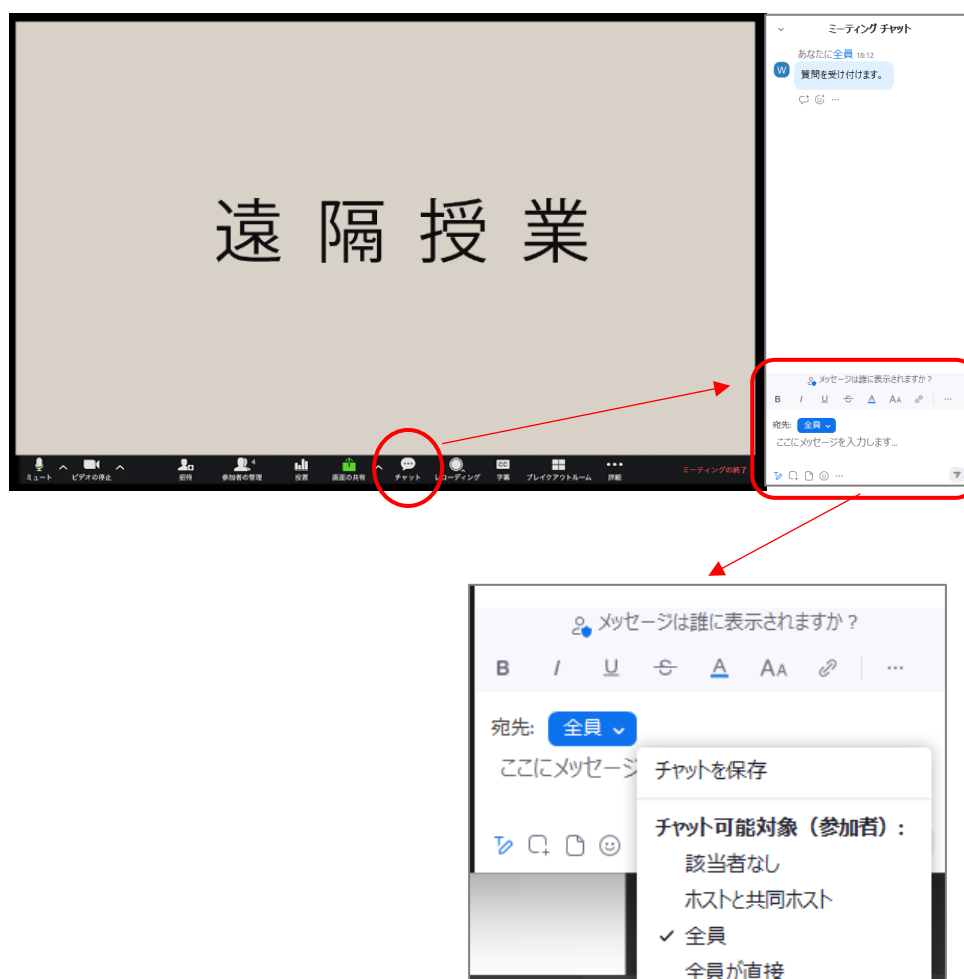 ミーティング チャット
あなたに全員 18:12
W
質問を受け付けます。
遠隔授業
メッセージは誰に表示されますか？
B I U S A AA
宛先: 全員
ここにメッセージを入力します...
ミュート
ビデオの停止
招待
4
参加者の管理
投票
画面の共有
チャット
レコーディング
CC
字幕
ブレイクアウトルーム
詳細
ミーティングの終了
メッセージは誰に表示されますか？
B I U S A AA
宛先: 全員
ここにメッセージ
チャットを保存
チャット可能対象（参加者）:
該当者なし
ホストと共同ホスト
全員
全員が直接